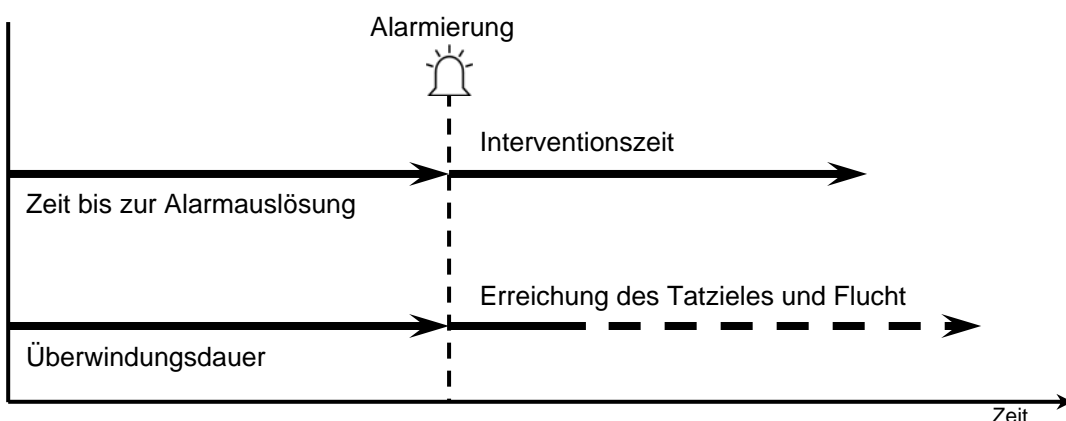 Alarmierung
Interventionszeit
Zeit bis zur Alarmauslösung
Erreichung des Tatzieles und Flucht
Überwindungsdauer
Zeit